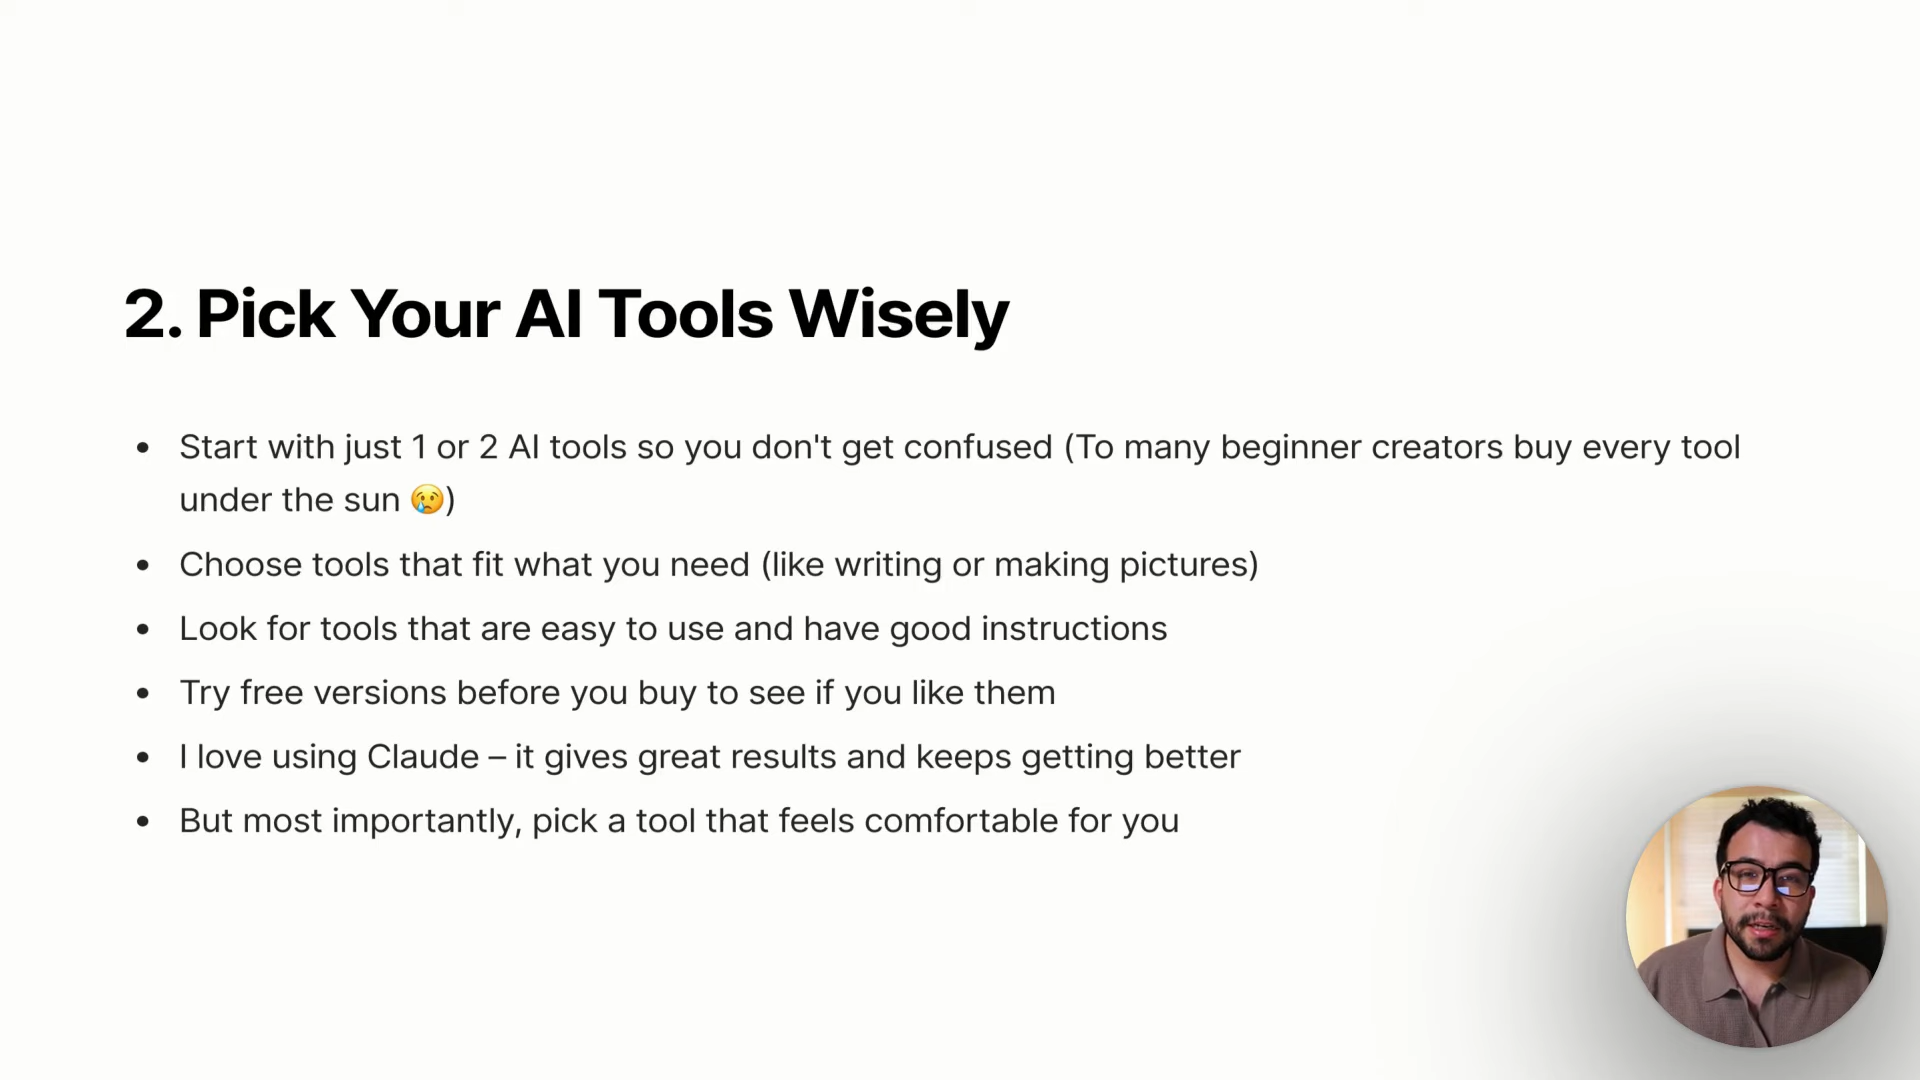 2. Pick Your AI Tools Wisely
• Start with just 1 or 2 AI tools so you don't get confused (To many beginner creators buy every tool
under the sun 😢)
• Choose tools that fit what you need (like writing or making pictures)
• Look for tools that are easy to use and have good instructions
• Try free versions before you buy to see if you like them
• I love using Claude – it gives great results and keeps getting better
• But most importantly, pick a tool that feels comfortable for you